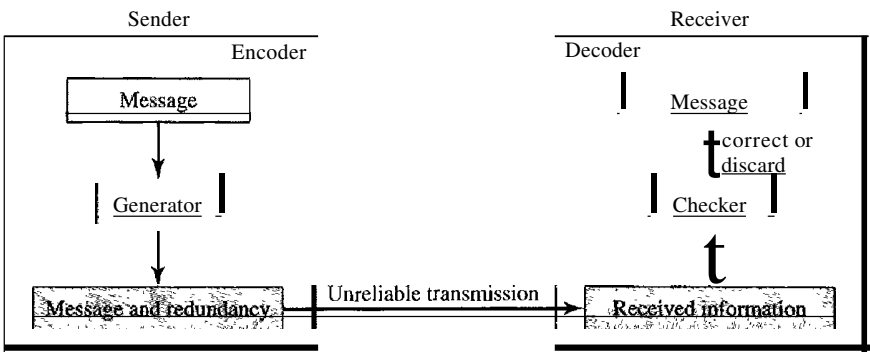 Sender
Encoder
Message
Generator
Message and redundancy
Unreliable transmission
Receiver
Decoder
Message
correct or
discard
Checker
Received information